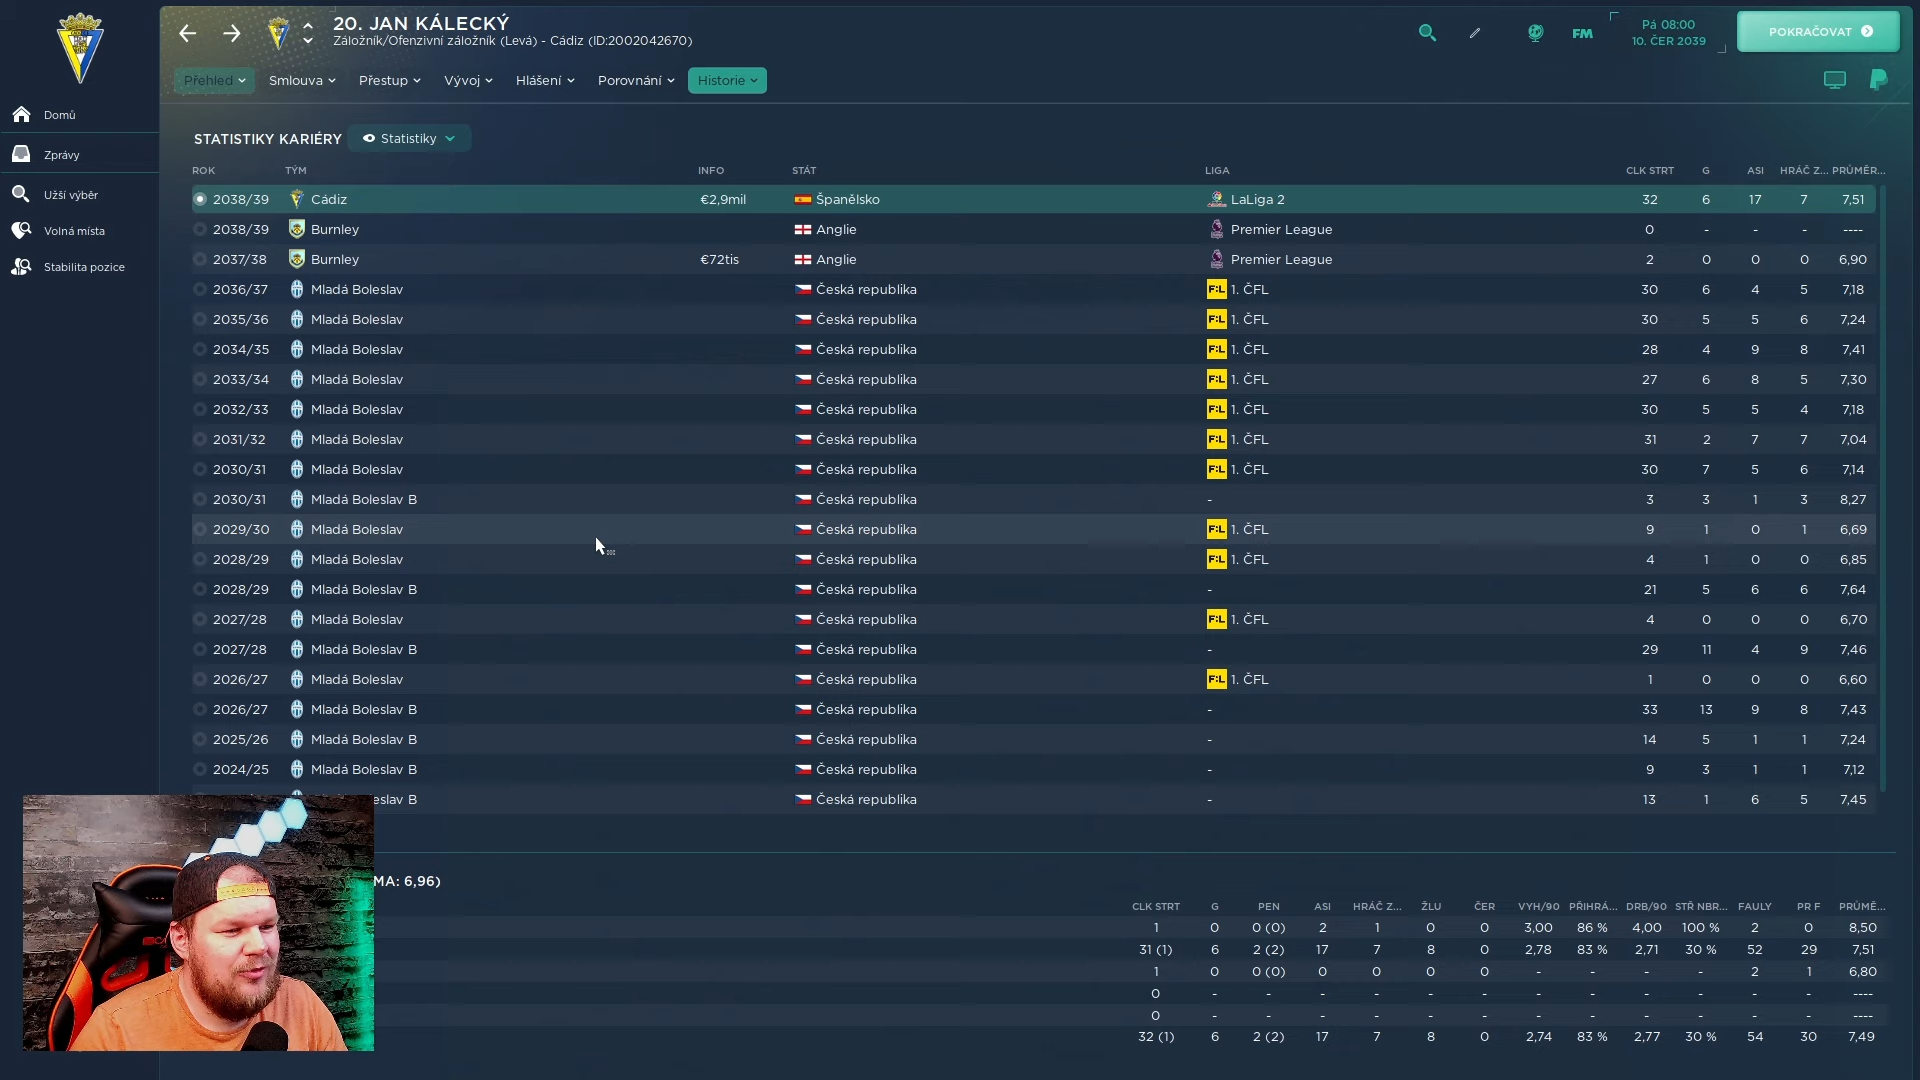 20. JAN KÁLECKÝ
Záložník/Ofenzivní záložník (Levá) - Cádiz (ID:2002042670)
FM
Pá 08:00
10. ČER 2039
POKRAČOVAT
Přehled Smlouva Přestup Vývoj Hlášení Porovnání Historie
Domů
Zprávy
Užší výběr
Volná místa
Stabilita pozice
STATISTIKY KARIÉRY Statistiky
ROK TÝM INFO STÁT LIGA CLK STRT G ASI HRÁČ Z... PRŮMĚR...
2038/39 Cádiz €2,9mil Španělsko LaLiga 2 32 6 17 7 7,51
2038/39 Burnley Anglie Premier League 0 - - - ----
2037/38 Burnley €72tis Anglie Premier League 2 0 0 0 6,90
2036/37 Mladá Boleslav Česká republika F:L 1. ČFL 30 6 4 5 7,18
2035/36 Mladá Boleslav Česká republika F:L 1. ČFL 30 5 5 6 7,24
2034/35 Mladá Boleslav Česká republika F:L 1. ČFL 28 4 9 8 7,41
2033/34 Mladá Boleslav Česká republika F:L 1. ČFL 27 6 8 5 7,30
2032/33 Mladá Boleslav Česká republika F:L 1. ČFL 30 5 5 4 7,18
2031/32 Mladá Boleslav Česká republika F:L 1. ČFL 31 2 7 7 7,04
2030/31 Mladá Boleslav Česká republika F:L 1. ČFL 30 7 5 6 7,14
2030/31 Mladá Boleslav B Česká republika - 3 3 1 3 8,27
2029/30 Mladá Boleslav Česká republika F:L 1. ČFL 9 1 0 1 6,69
2028/29 Mladá Boleslav Česká republika F:L 1. ČFL 4 1 0 0 6,85
2028/29 Mladá Boleslav B Česká republika - 21 5 6 6 7,64
2027/28 Mladá Boleslav Česká republika F:L 1. ČFL 4 0 0 0 6,70
2027/28 Mladá Boleslav B Česká republika - 29 11 4 9 7,46
2026/27 Mladá Boleslav Česká republika F:L 1. ČFL 1 0 0 0 6,60
2026/27 Mladá Boleslav B Česká republika - 33 13 9 8 7,43
2025/26 Mladá Boleslav B Česká republika - 14 5 1 1 7,24
2024/25 Mladá Boleslav B Česká republika - 9 3 1 1 7,12
eslav B Česká republika - 13 1 6 5 7,45
MA: 6,96)
CLK STRT G PEN ASI HRÁČ Z... ŽLU ČER VYH/90 PŘIHRÁ... DRB/90 STŘ NBR... FAULY PR F PRŮMĚ...
1 0 0 (0) 2 1 0 0 3,00 86 % 4,00 100 % 2 0 8,50
31 (1) 6 2 (2) 17 7 8 0 2,78 83 % 2,71 30 % 52 29 7,51
1 0 0 (0) 0 0 0 0 - - - - 2 1 6,80
0 - - - - - - - - - - - - ----
0 - - - - - - - - - - - - ----
32 (1) 6 2 (2) 17 7 8 0 2,74 83 % 2,77 30 % 54 30 7,49